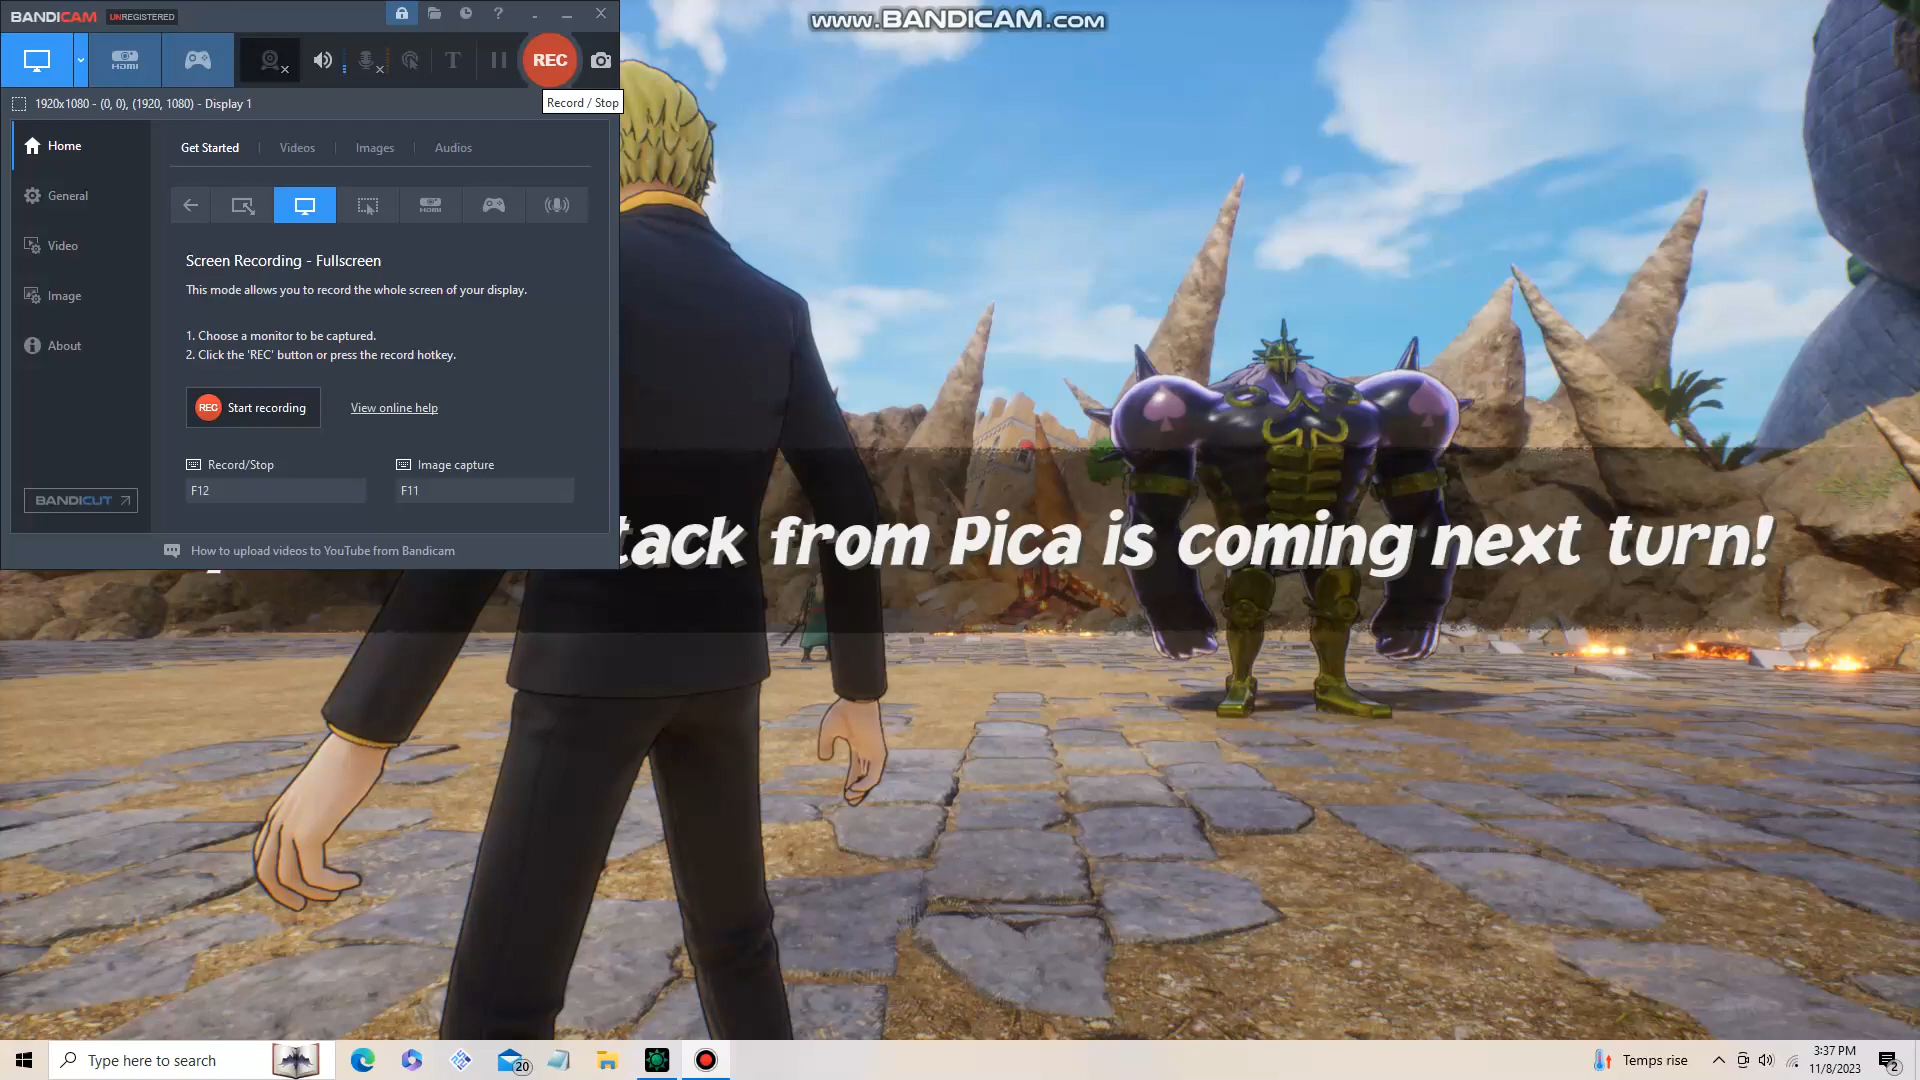 BANDICAM UNREGISTERED
www.BANDICAM.com
HDMI
T
REC
1920x1080 - (0, 0), (1920, 1080) - Display 1
Record / Stop
Home
General
Video
Image
About
BANDICUT
Get Started
Videos
Images
Audios
HDMI
Screen Recording - Fullscreen
This mode allows you to record the whole screen of your display.
1. Choose a monitor to be captured.
2. Click the 'REC' button or press the record hotkey.
REC Start recording
View online help
Record/Stop
Image capture
F12
F11
How to upload videos to YouTube from Bandicam
tack from Pica is coming next turn!
Type here to search
20
Temps rise
3:37 PM
11/8/2023
2